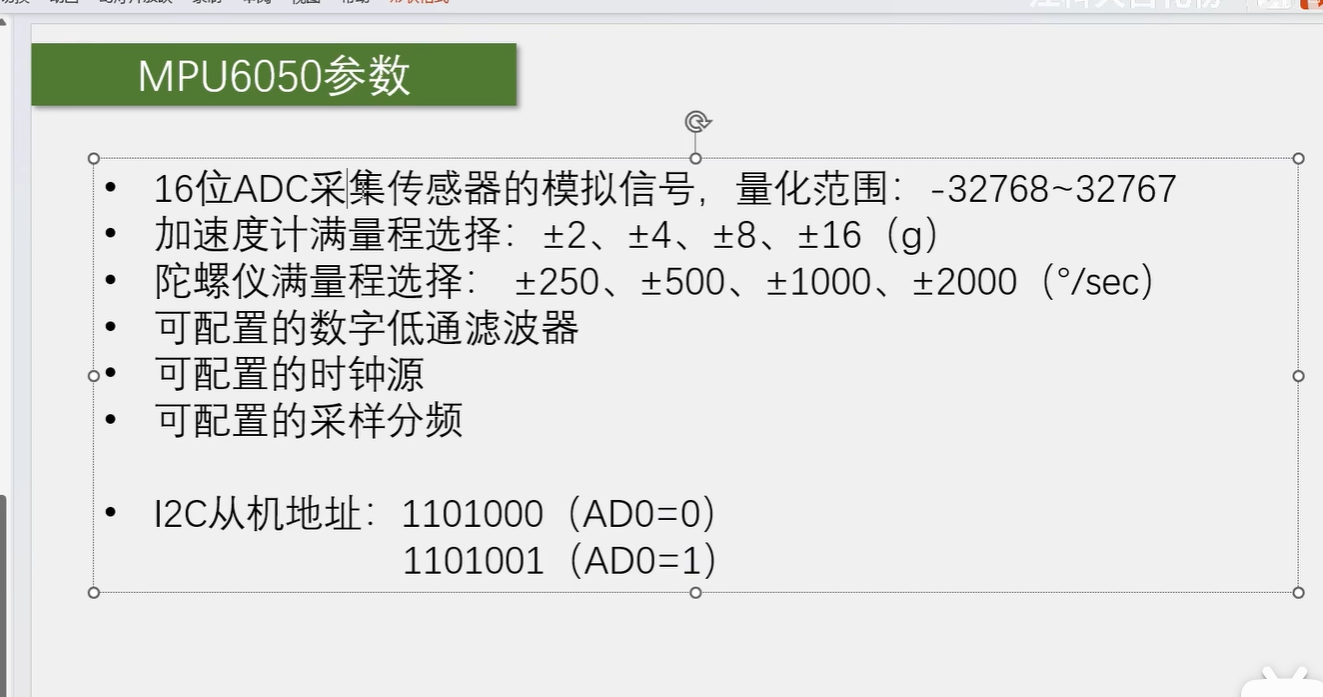 MPU6050参数
• 16位ADC采集传感器的模拟信号，量化范围：-32768~32767
• 加速度计满量程选择：±2、±4、±8、±16（g）
• 陀螺仪满量程选择： ±250、±500、±1000、±2000（°/sec）
• 可配置的数字低通滤波器
• 可配置的时钟源
• 可配置的采样分频
• I2C从机地址：1101000（AD0=0）
1101001（AD0=1）